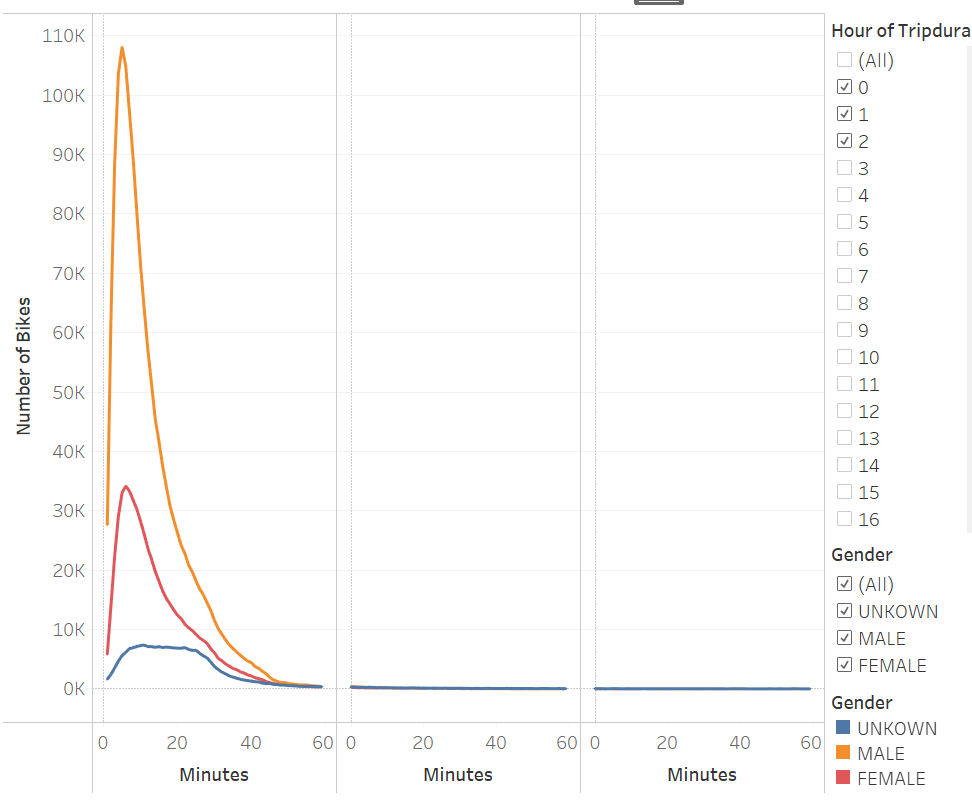 Hour of Tripdura
(All)
0
1
2
3
4
5
6
7
8
9
10
11
12
13
14
15
16
Gender
(All)
UNKOWN
MALE
FEMALE
Gender
UNKOWN
MALE
FEMALE
Number of Bikes
110K
100K
90K
80K
70K
60K
50K
40K
30K
20K
10K
0K
0 20 40 60 0 20 40 60 0 20 40 60
Minutes Minutes Minutes